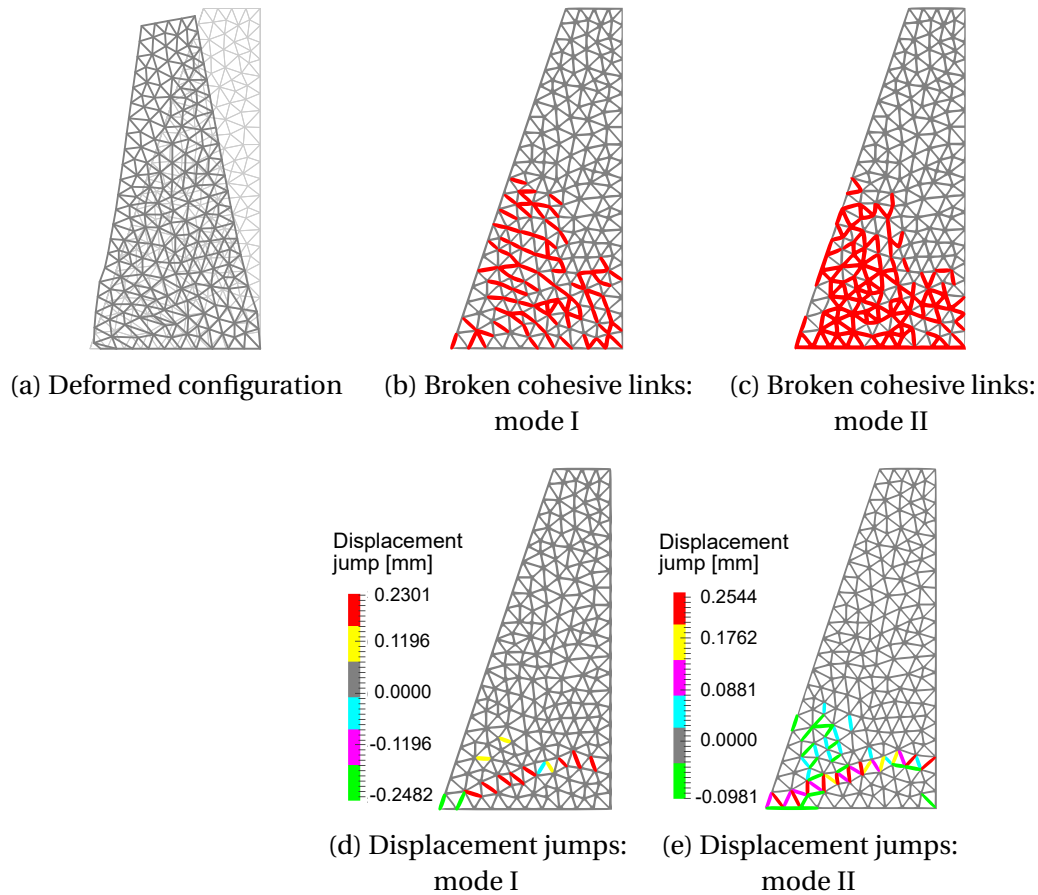 (a) Deformed configuration
(b) Broken cohesive links:
mode I
(c) Broken cohesive links:
mode II
Displacement
jump [mm]
0.2301
0.1196
0.0000
-0.1196
-0.2482
(d) Displacement jumps:
mode I
Displacement
jump [mm]
0.2544
0.1762
0.0881
0.0000
-0.0981
(e) Displacement jumps:
mode II